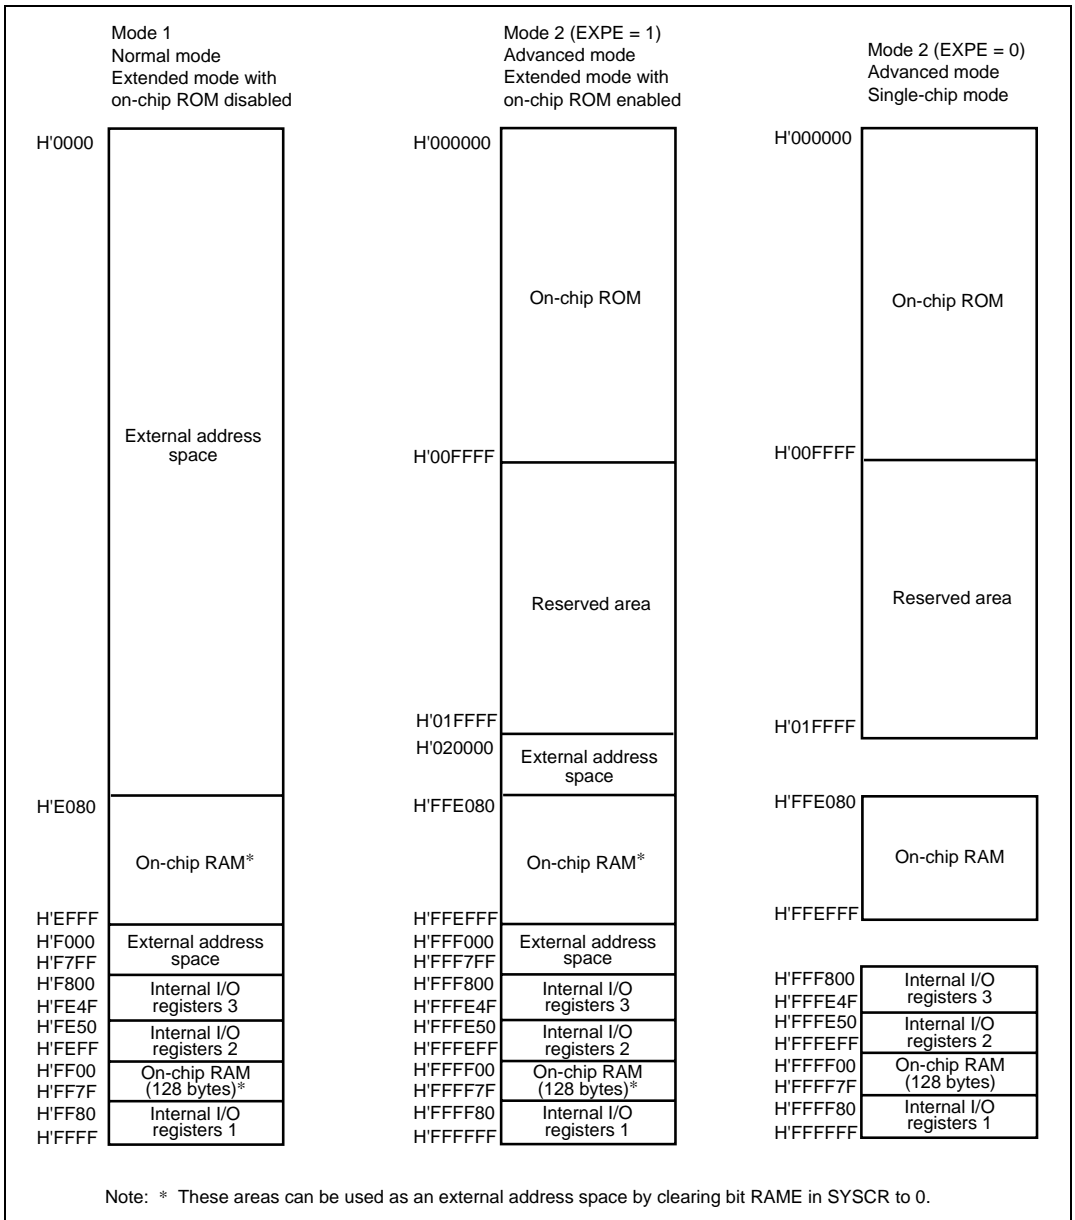 Mode 1
Normal mode
Extended mode with
on-chip ROM disabled
H'0000
External address
space
H'E080
On-chip RAM*
H'EFFF
H'F000
External address
space
H'F7FF
H'F800
Internal I/O
registers 3
H'FE4F
H'FE50
Internal I/O
registers 2
H'FEFF
H'FF00
On-chip RAM
(128 bytes)*
H'FF7F
H'FF80
Internal I/O
registers 1
H'FFFF
Mode 2 (EXPE = 1)
Advanced mode
Extended mode with
on-chip ROM enabled
H'000000
On-chip ROM
H'00FFFF
Reserved area
H'01FFFF
H'020000
External address
space
H'FFE080
On-chip RAM*
H'FFEFFF
H'FFF000
External address
space
H'FFF7FF
H'FFF800
Internal I/O
registers 3
H'FFFE4F
H'FFFE50
Internal I/O
registers 2
H'FFFEFF
H'FFFF00
On-chip RAM
(128 bytes)*
H'FFFF7F
H'FFFF80
Internal I/O
registers 1
H'FFFFFF
Mode 2 (EXPE = 0)
Advanced mode
Single-chip mode
H'000000
On-chip ROM
H'00FFFF
Reserved area
H'01FFFF
H'FFE080
On-chip RAM
H'FFEFFF
H'FFF800
Internal I/O
registers 3
H'FFFE4F
H'FFFE50
Internal I/O
registers 2
H'FFFEFF
H'FFFF00
On-chip RAM
(128 bytes)
H'FFFF7F
H'FFFF80
Internal I/O
registers 1
H'FFFFFF
Note: * These areas can be used as an external address space by clearing bit RAME in SYSCR to 0.